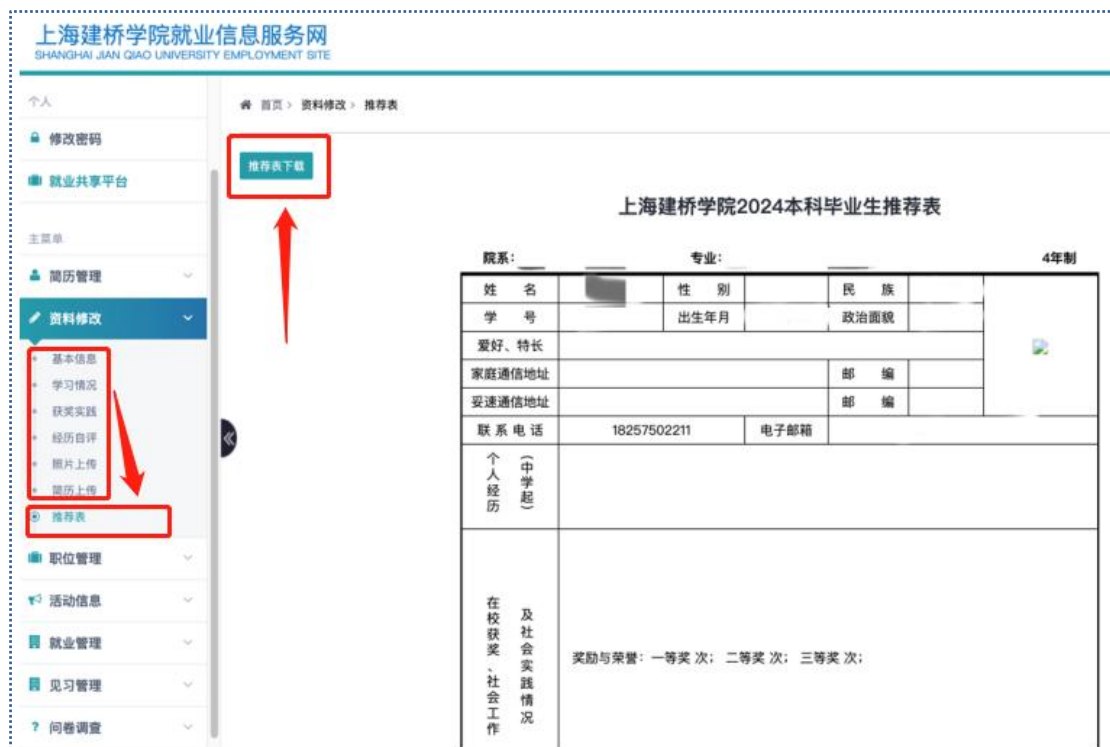 上海建桥学院就业信息服务网
SHANGHAI JIAN QIAO UNIVERSITY EMPLOYMENT SITE
个人
修改密码
就业共享平台
主菜单
简历管理
资料修改
基本信息
学习情况
获奖实践
经历自评
照片上传
简历上传
推荐表
职位管理
活动信息
就业管理
见习管理
? 问卷调查
首页 > 资料修改 > 推荐表
推荐表下载
上海建桥学院2024本科毕业生推荐表
院系: 专业: 4年制
姓 名 性 别 民 族
学 号 出生年月 政治面貌
爱好、特长
家庭通信地址 邮 编
妥速通信地址 邮 编
联系电话 18257502211 电子邮箱
个人经历
(中学起)
在校获奖、社会工作
及社会实践情况
奖励与荣誉: 一等奖 次; 二等奖 次; 三等奖 次;